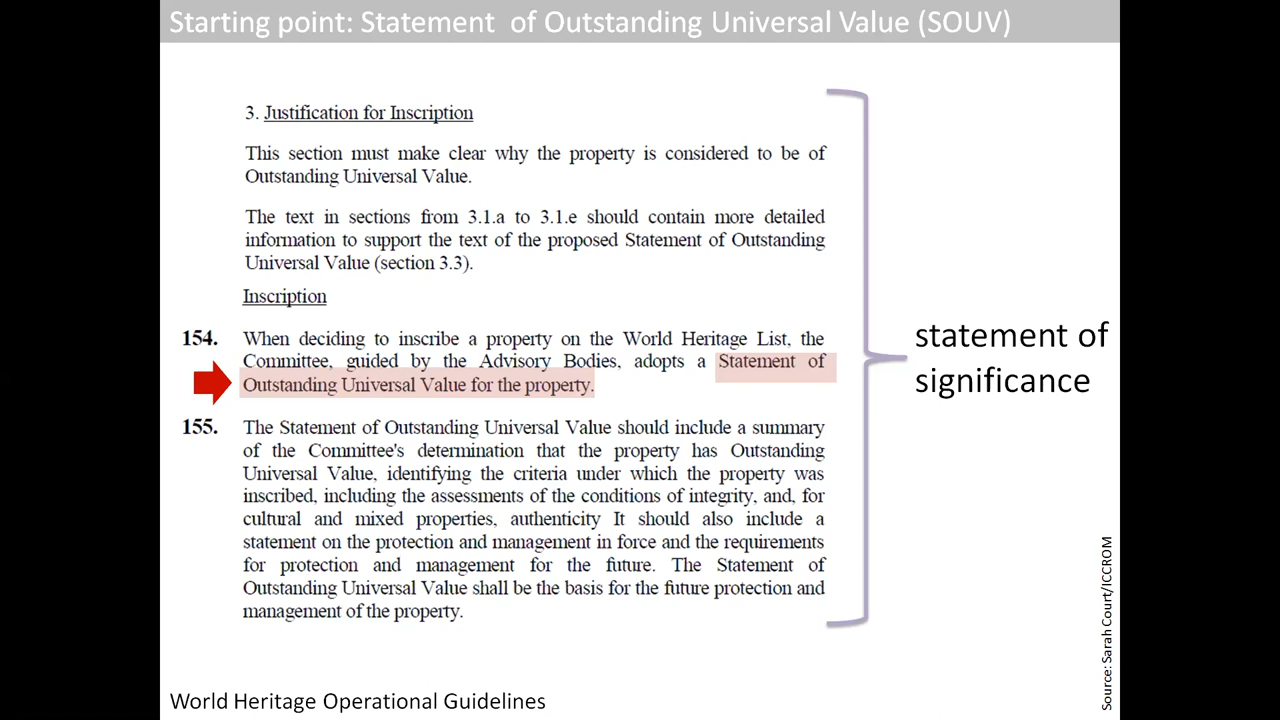 Starting point: Statement of Outstanding Universal Value (SOUV)
3. Justification for Inscription
This section must make clear why the property is considered to be of
Outstanding Universal Value.
The text in sections from 3.1.a to 3.1.e should contain more detailed
information to support the text of the proposed Statement of Outstanding
Universal Value (section 3.3).
Inscription
154. When deciding to inscribe a property on the World Heritage List, the
Committee, guided by the Advisory Bodies, adopts a Statement of
Outstanding Universal Value for the property.
155. The Statement of Outstanding Universal Value should include a summary
of the Committee's determination that the property has Outstanding
Universal Value, identifying the criteria under which the property was
inscribed, including the assessments of the conditions of integrity, and, for
cultural and mixed properties, authenticity It should also include a
statement on the protection and management in force and the requirements
for protection and management for the future. The Statement of
Outstanding Universal Value shall be the basis for the future protection and
management of the property.
statement of
significance
Source: Sarah Court/ICCROM
World Heritage Operational Guidelines